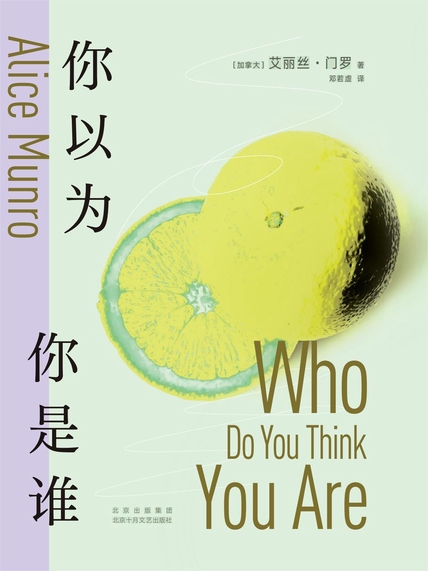 Alice Munro
你以为
你是谁
［加拿大］艾丽丝·门罗 著
邓若虚 译
Who
Do You Think
You Are
北京出版集团
北京十月文艺出版社